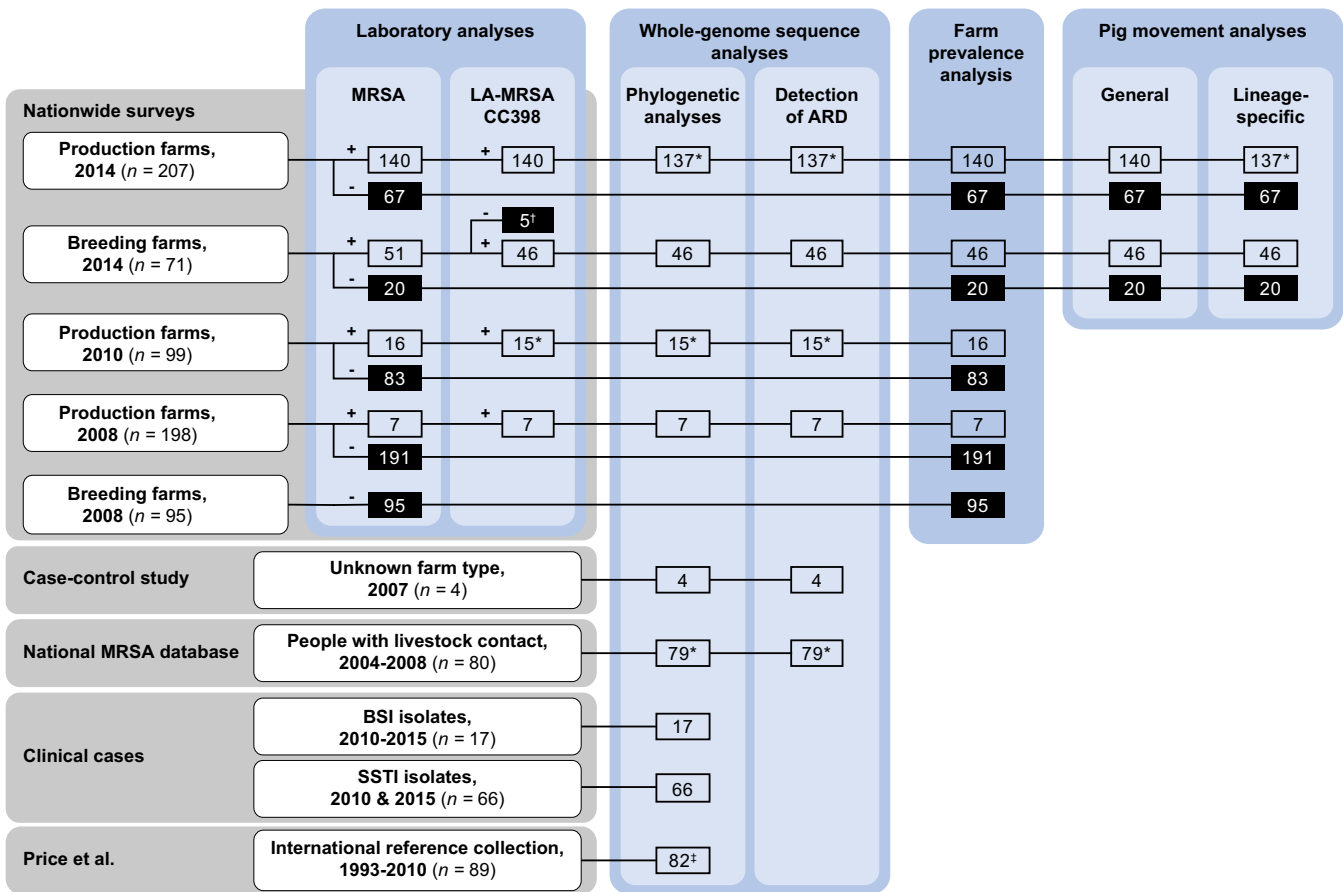 Laboratory analyses
Whole-genome sequence
analyses
Farm
prevalence
analysis
Pig movement analyses
MRSA
LA-MRSA
CC398
Phylogenetic
analyses
Detection
of ARD
General
Lineage-
specific
Nationwide surveys
Production farms,
2014 (n = 207)
+ 140 + 140 137* 137* 140 140 137*
- 67 67 67 67
- 5†
Breeding farms,
2014 (n = 71)
+ 51 + 46 46 46 46 46 46
- 20 20 20 20
Production farms,
2010 (n = 99)
+ 16 + 15* 15* 15* 16
- 83 83
Production farms,
2008 (n = 198)
+ 7 + 7 7 7 7
- 191 191
Breeding farms,
2008 (n = 95)
- 95 95
Case-control study
Unknown farm type,
2007 (n = 4)
4 4
National MRSA database
People with livestock contact,
2004-2008 (n = 80)
79* 79*
Clinical cases
BSI isolates,
2010-2015 (n = 17)
17
SSTI isolates,
2010 & 2015 (n = 66)
66
Price et al.
International reference collection,
1993-2010 (n = 89)
82‡